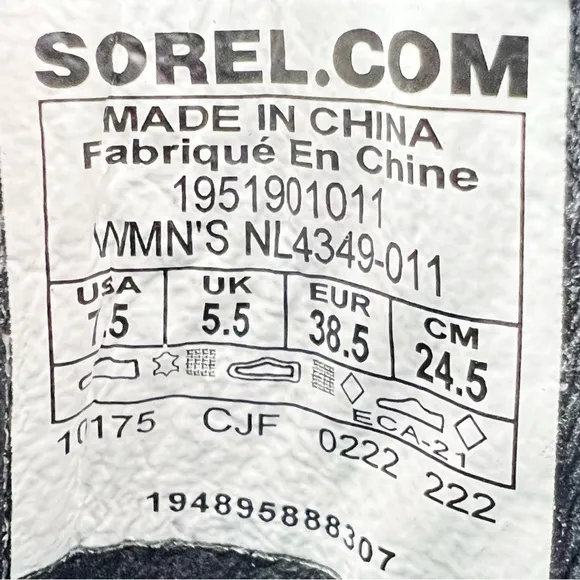 SOREL.COM
MADE IN CHINA
Fabriqué En Chine
1951901011
WMN'S NL4349-011
USA UK EUR CM
7.5 5.5 38.5 24.5
ECA-21
10175 CJF 0222 222
194895888307